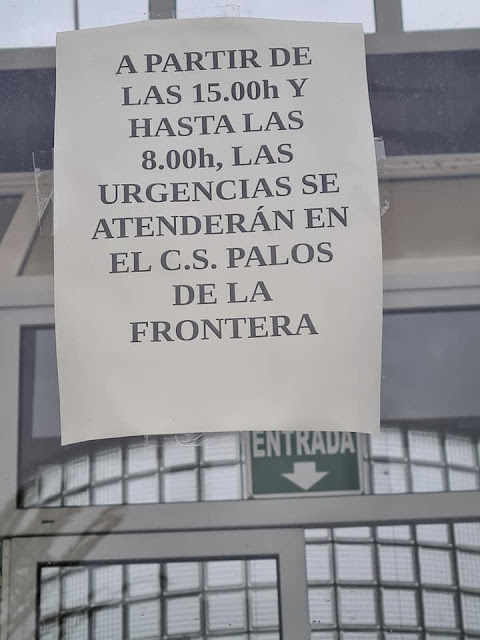 A PARTIR DE
LAS 15.00h Y
HASTA LAS
8.00h, LAS
URGENCIAS SE
ATENDERÁN EN
EL C.S. PALOS
DE LA
FRONTERA
ENTRADA